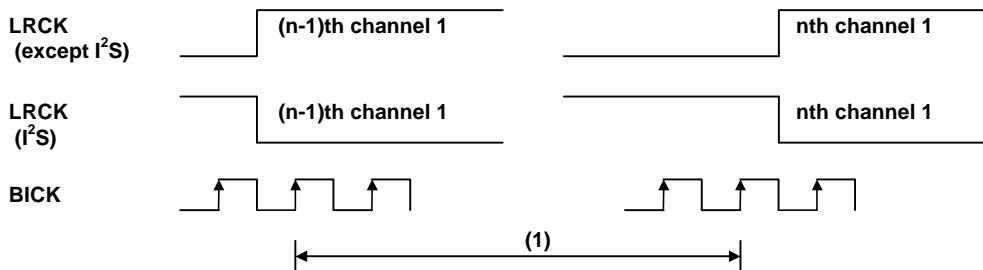 LRCK (n-1)th channel 1 nth channel 1
(except I²S)
LRCK (n-1)th channel 1 nth channel 1
(I²S)
BICK
(1)